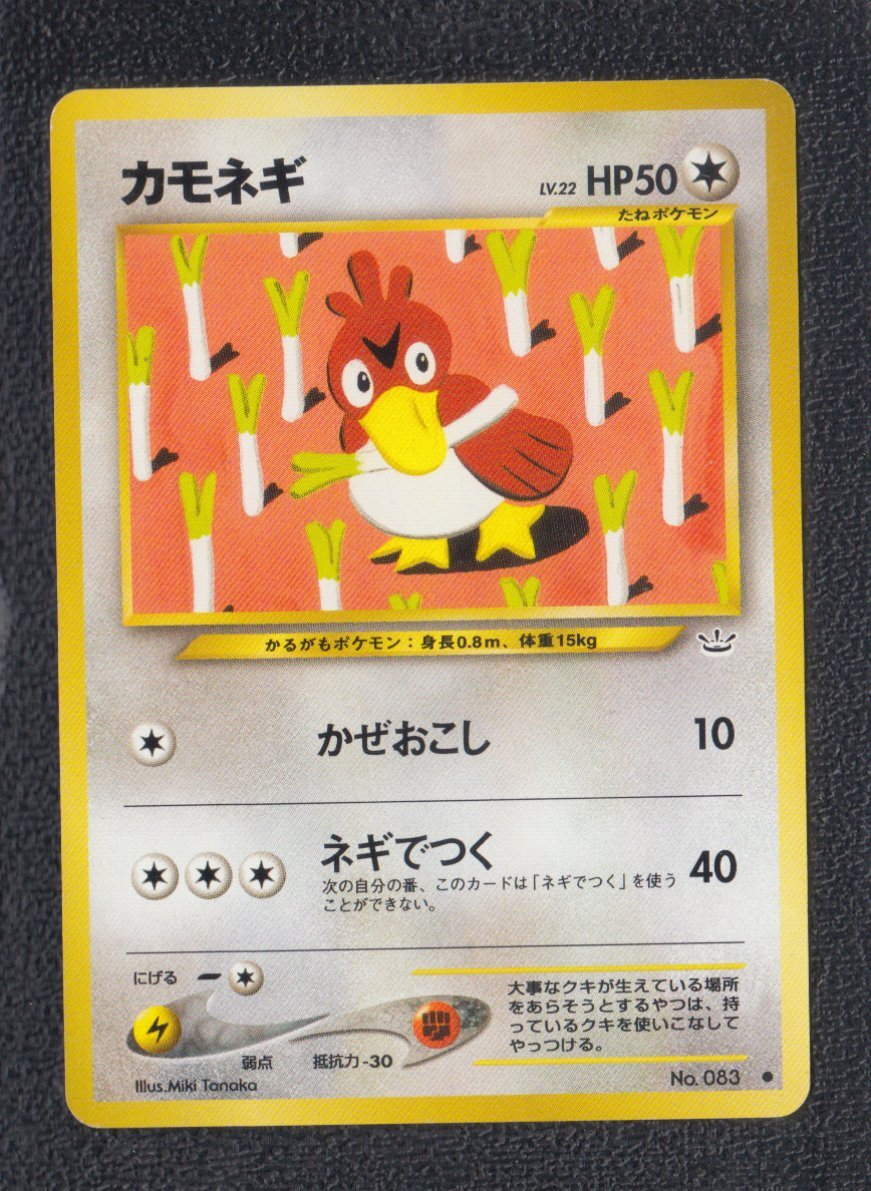 カモネギ
LV.22 HP50
たねポケモン
かるがもポケモン：身長0.8m、体重15kg
かぜおこし 10
ネギでつく 40
次の自分の番、このカードは「ネギでつく」を使う
ことができない。
にげる
大事なクキが生えている場所
をあらそうとするやつは、持
っているクキを使いこなして
やっつける。
弱点 抵抗力-30
Illus.Miki Tanaka
No. 083